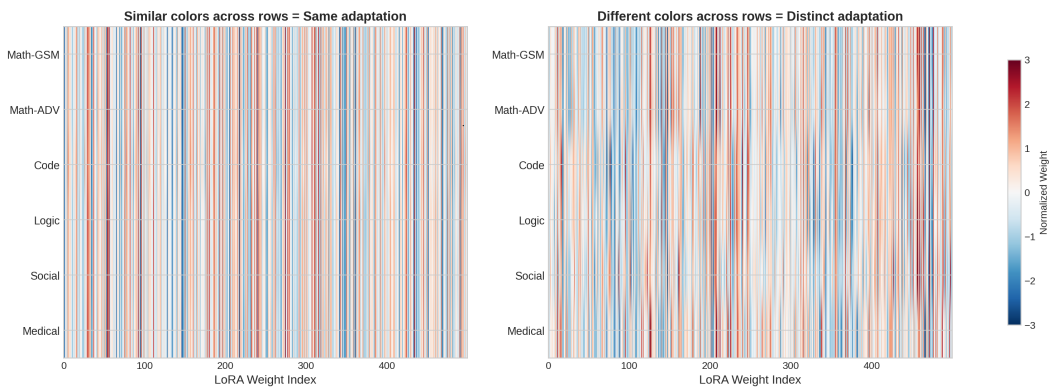 Similar colors across rows = Same adaptation
Math-GSM
Math-ADV
Code
Logic
Social
Medical
0 100 200 300 400
LoRA Weight Index
Different colors across rows = Distinct adaptation
Math-GSM
Math-ADV
Code
Logic
Social
Medical
0 100 200 300 400
LoRA Weight Index
3
2
1
0
−1
−2
−3
Normalized Weight